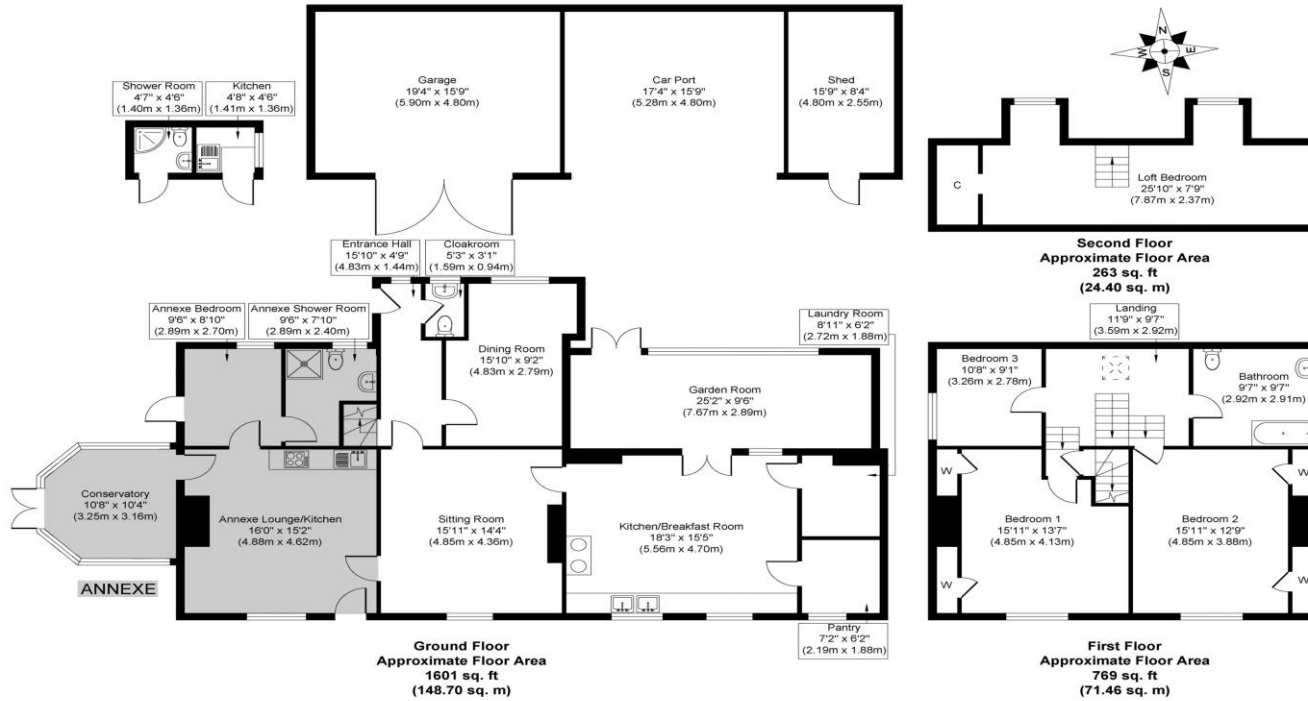 Shower Room
4'7" x 4'6"
(1.40m x 1.36m)
Kitchen
4'8" x 4'6"
(1.41m x 1.36m)
Garage
19'4" x 15'9"
(5.90m x 4.80m)
Car Port
17'4" x 15'9"
(5.28m x 4.80m)
Shed
15'9" x 8'4"
(4.80m x 2.55m)
N
W
E
S
C
Loft Bedroom
25'10" x 7'9"
(7.87m x 2.37m)
Second Floor
Approximate Floor Area
263 sq. ft
(24.40 sq. m)
Entrance Hall
15'10" x 4'9"
(4.83m x 1.44m)
Cloakroom
5'3" x 3'1"
(1.59m x 0.94m)
Annexe Bedroom
9'6" x 8'10"
(2.89m x 2.70m)
Annexe Shower Room
9'6" x 7'10"
(2.89m x 2.40m)
Dining Room
15'10" x 9'2"
(4.83m x 2.79m)
Laundry Room
8'11" x 6'2"
(2.72m x 1.88m)
Garden Room
25'2" x 9'6"
(7.67m x 2.89m)
Conservatory
10'8" x 10'4"
(3.25m x 3.16m)
Annexe Lounge/Kitchen
16'0" x 15'2"
(4.88m x 4.62m)
Sitting Room
15'11" x 14'4"
(4.85m x 4.36m)
Kitchen/Breakfast Room
18'3" x 15'5"
(5.56m x 4.70m)
ANNEXE
Pantry
7'2" x 6'2"
(2.19m x 1.88m)
Ground Floor
Approximate Floor Area
1601 sq. ft
(148.70 sq. m)
Landing
11'9" x 9'7"
(3.59m x 2.92m)
Bedroom 3
10'8" x 9'1"
(3.26m x 2.78m)
Bathroom
9'7" x 9'7"
(2.92m x 2.91m)
W
W
Bedroom 1
15'11" x 13'7"
(4.85m x 4.13m)
Bedroom 2
15'11" x 12'9"
(4.85m x 3.88m)
W
W
First Floor
Approximate Floor Area
769 sq. ft
(71.46 sq. m)